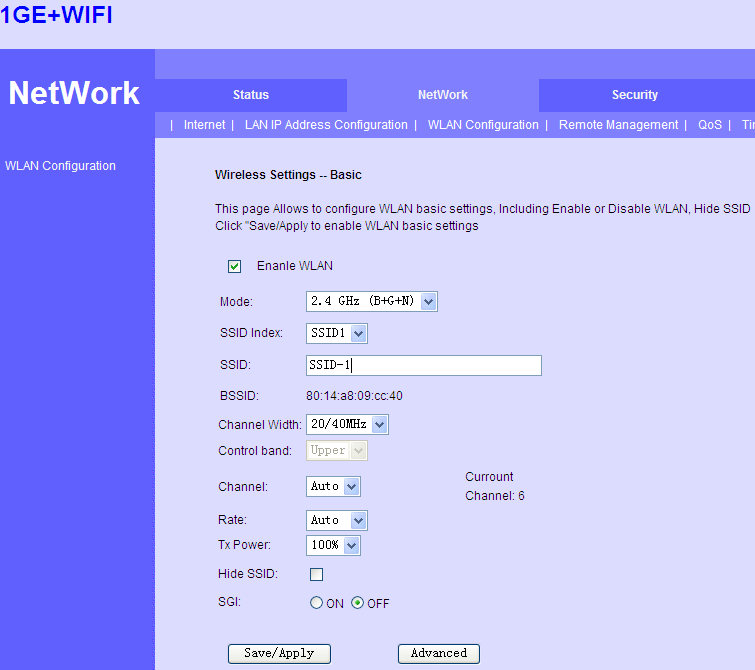 1GE+WIFI
NetWork
Status NetWork Security
| Internet | LAN IP Address Configuration | WLAN Configuration | Remote Management | QoS |
WLAN Configuration
Wireless Settings -- Basic
This page Allows to configure WLAN basic settings, Including Enable or Disable WLAN, Hide SSID
Click "Save/Apply to enable WLAN basic settings
Enanle WLAN
Mode: 2.4 GHz (B+G+N)
SSID Index: SSID1
SSID: SSID-1
BSSID: 80:14:a8:09:cc:40
Channel Width: 20/40MHz
Control band: Upper
Channel: Auto
Curround
Channel: 6
Rate: Auto
Tx Power: 100%
Hide SSID:
SGI: ON OFF
Save/Apply Advanced